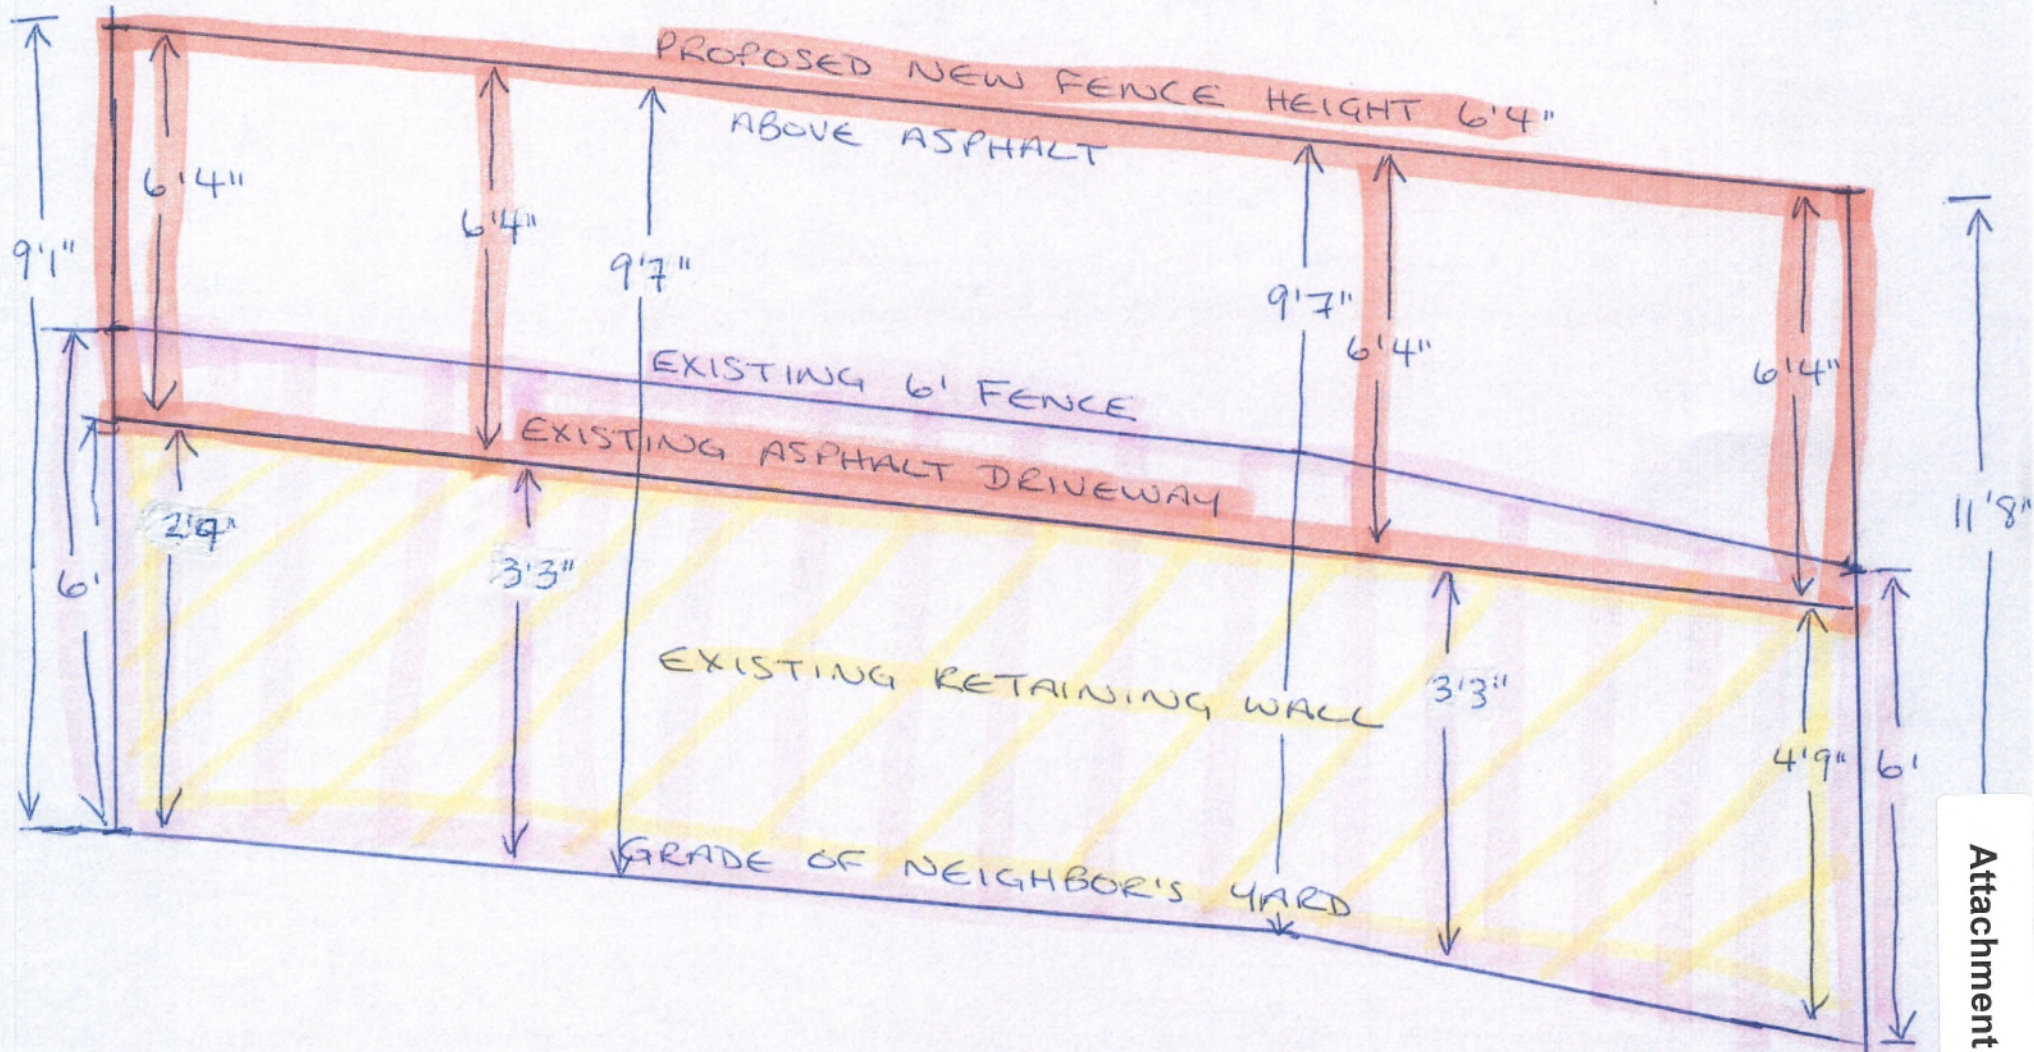 PROPOSED NEW FENCE HEIGHT 6'4"
ABOVE ASPHALT
6'4"
6'4"
9'1"
9'7"
9'7"
6'4"
6'4"
EXISTING 6' FENCE
EXISTING ASPHALT DRIVEWAY
11'8"
2'9"
3'3"
6'
EXISTING RETAINING WALL
3'3"
4'9"
6'
GRADE OF NEIGHBOR'S YARD
Atttachment